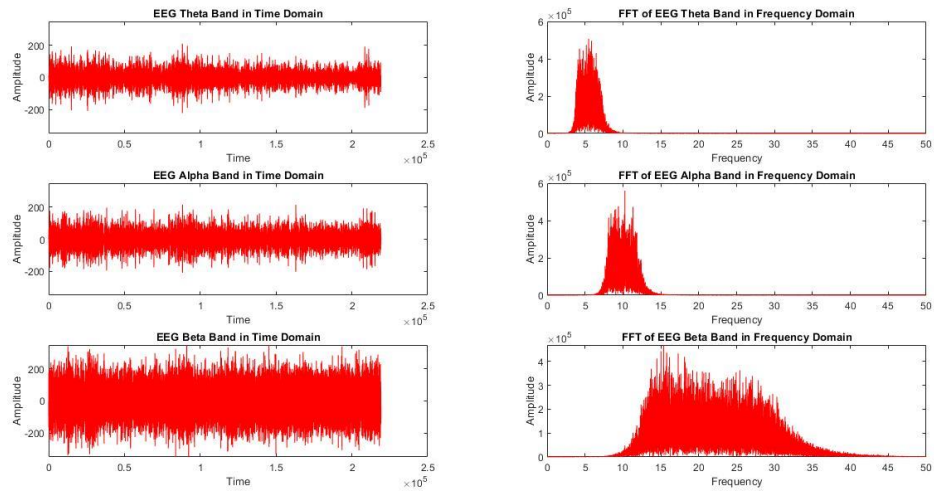 EEG Theta Band in Time Domain
200
0
-200
Amplitude
0 0.5 1 1.5 2 2.5
Time
×10^5
FFT of EEG Theta Band in Frequency Domain
×10^5
6
4
2
0
Amplitude
0 5 10 15 20 25 30 35 40 45 50
Frequency
EEG Alpha Band in Time Domain
200
0
-200
Amplitude
0 0.5 1 1.5 2 2.5
Time
×10^5
FFT of EEG Alpha Band in Frequency Domain
×10^5
6
4
2
0
Amplitude
0 5 10 15 20 25 30 35 40 45 50
Frequency
EEG Beta Band in Time Domain
200
0
-200
Amplitude
0 0.5 1 1.5 2 2.5
Time
×10^5
FFT of EEG Beta Band in Frequency Domain
×10^5
4
3
2
1
0
Amplitude
0 5 10 15 20 25 30 35 40 45 50
Frequency